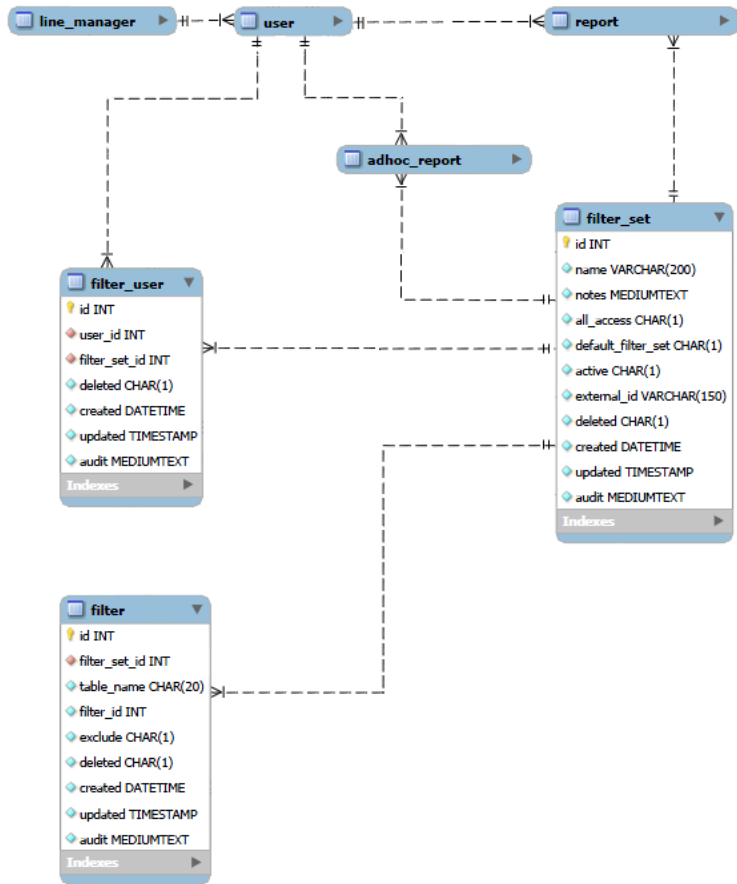 line_manager
user
report
adhoc_report
filter_set
id INT
name VARCHAR(200)
notes MEDIUMTEXT
all_access CHAR(1)
default_filter_set CHAR(1)
active CHAR(1)
external_id VARCHAR(150)
deleted CHAR(1)
created DATETIME
updated TIMESTAMP
audit MEDIUMTEXT
Indexes
filter_user
id INT
user_id INT
filter_set_id INT
deleted CHAR(1)
created DATETIME
updated TIMESTAMP
audit MEDIUMTEXT
Indexes
filter
id INT
filter_set_id INT
table_name CHAR(20)
filter_id INT
exclude CHAR(1)
deleted CHAR(1)
created DATETIME
updated TIMESTAMP
audit MEDIUMTEXT
Indexes